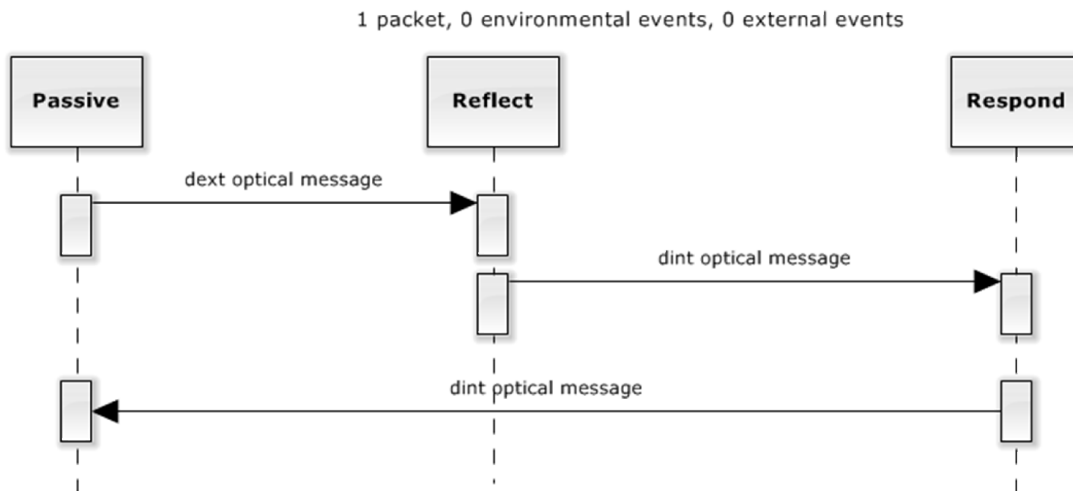 1 packet, 0 environmental events, 0 external events
Passive
Reflect
Respond
dext optical message
dint optical message
dint optical message